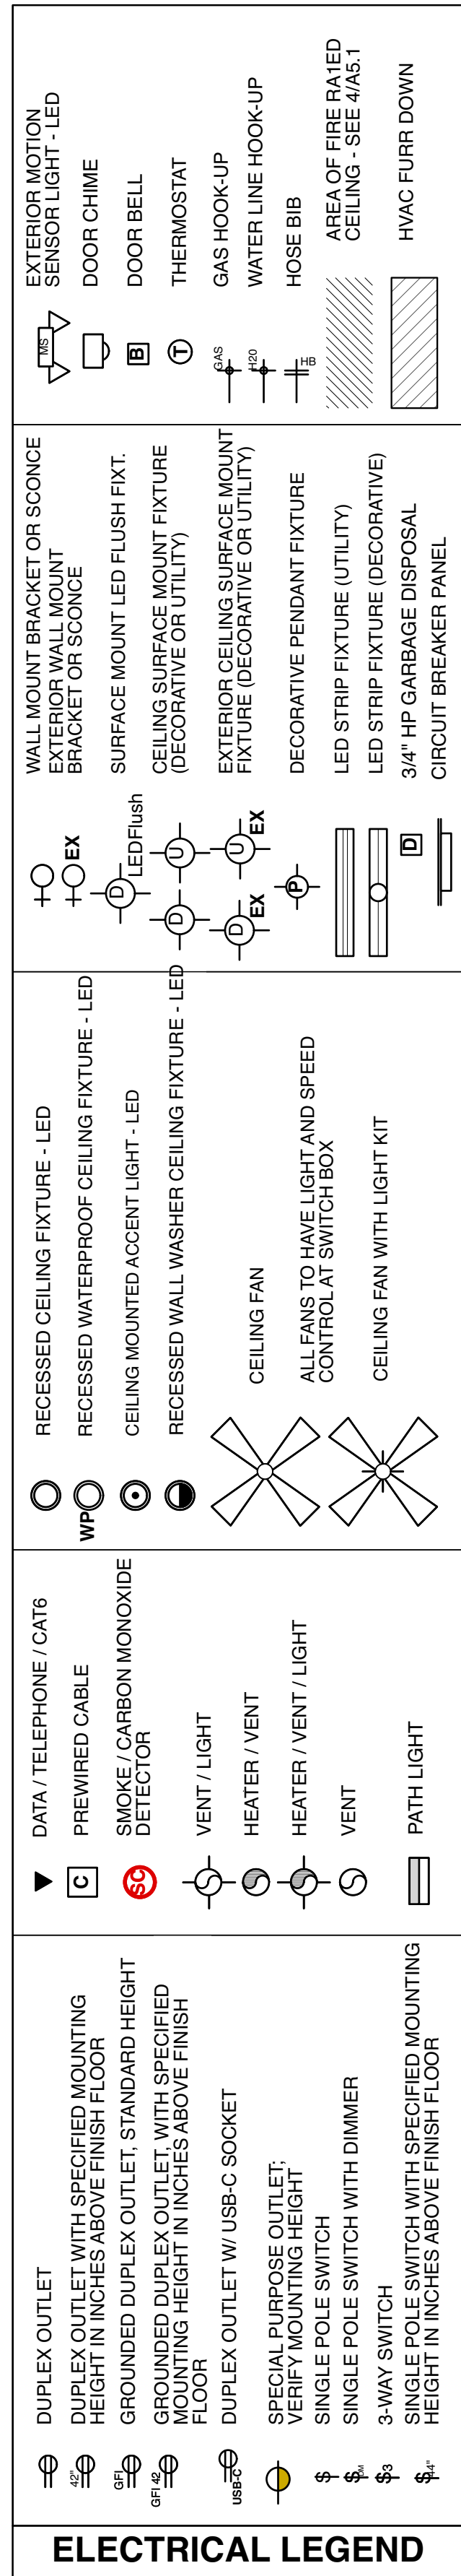 ELECTRICAL LEGEND
DUPLEX OUTLET
42"
DUPLEX OUTLET WITH SPECIFIED MOUNTING
HEIGHT IN INCHES ABOVE FINISH FLOOR
GFI
GROUNDED DUPLEX OUTLET, STANDARD HEIGHT
GFI 42
GROUNDED DUPLEX OUTLET, WITH SPECIFIED
MOUNTING HEIGHT IN INCHES ABOVE FINISH
FLOOR
USB-C
DUPLEX OUTLET W/ USB-C SOCKET
SPECIAL PURPOSE OUTLET;
VERIFY MOUNTING HEIGHT
$
SINGLE POLE SWITCH
$DM
SINGLE POLE SWITCH WITH DIMMER
$3
3-WAY SWITCH
$44"
SINGLE POLE SWITCH WITH SPECIFIED MOUNTING
HEIGHT IN INCHES ABOVE FINISH FLOOR
DATA / TELEPHONE / CAT6
C
PREWIRED CABLE
SC
SMOKE / CARBON MONOXIDE
DETECTOR
VENT / LIGHT
HEATER / VENT
HEATER / VENT / LIGHT
VENT
PATH LIGHT
RECESSED CEILING FIXTURE - LED
WP
RECESSED WATERPROOF CEILING FIXTURE - LED
CEILING MOUNTED ACCENT LIGHT - LED
RECESSED WALL WASHER CEILING FIXTURE - LED
CEILING FAN
ALL FANS TO HAVE LIGHT AND SPEED
CONTROL AT SWITCH BOX
CEILING FAN WITH LIGHT KIT
WALL MOUNT BRACKET OR SCONCE
EX
EXTERIOR WALL MOUNT
BRACKET OR SCONCE
D
LEDFlush
SURFACE MOUNT LED FLUSH FIXT.
D U
CEILING SURFACE MOUNT FIXTURE
(DECORATIVE OR UTILITY)
D EX U EX
EXTERIOR CEILING SURFACE MOUNT
FIXTURE (DECORATIVE OR UTILITY)
P
DECORATIVE PENDANT FIXTURE
LED STRIP FIXTURE (UTILITY)
LED STRIP FIXTURE (DECORATIVE)
D
3/4" HP GARBAGE DISPOSAL
CIRCUIT BREAKER PANEL
MS
EXTERIOR MOTION
SENSOR LIGHT - LED
DOOR CHIME
B
DOOR BELL
T
THERMOSTAT
GAS
GAS HOOK-UP
H20
WATER LINE HOOK-UP
HB
HOSE BIB
AREA OF FIRE RA1ED
CEILING - SEE 4/A5.1
HVAC FURR DOWN